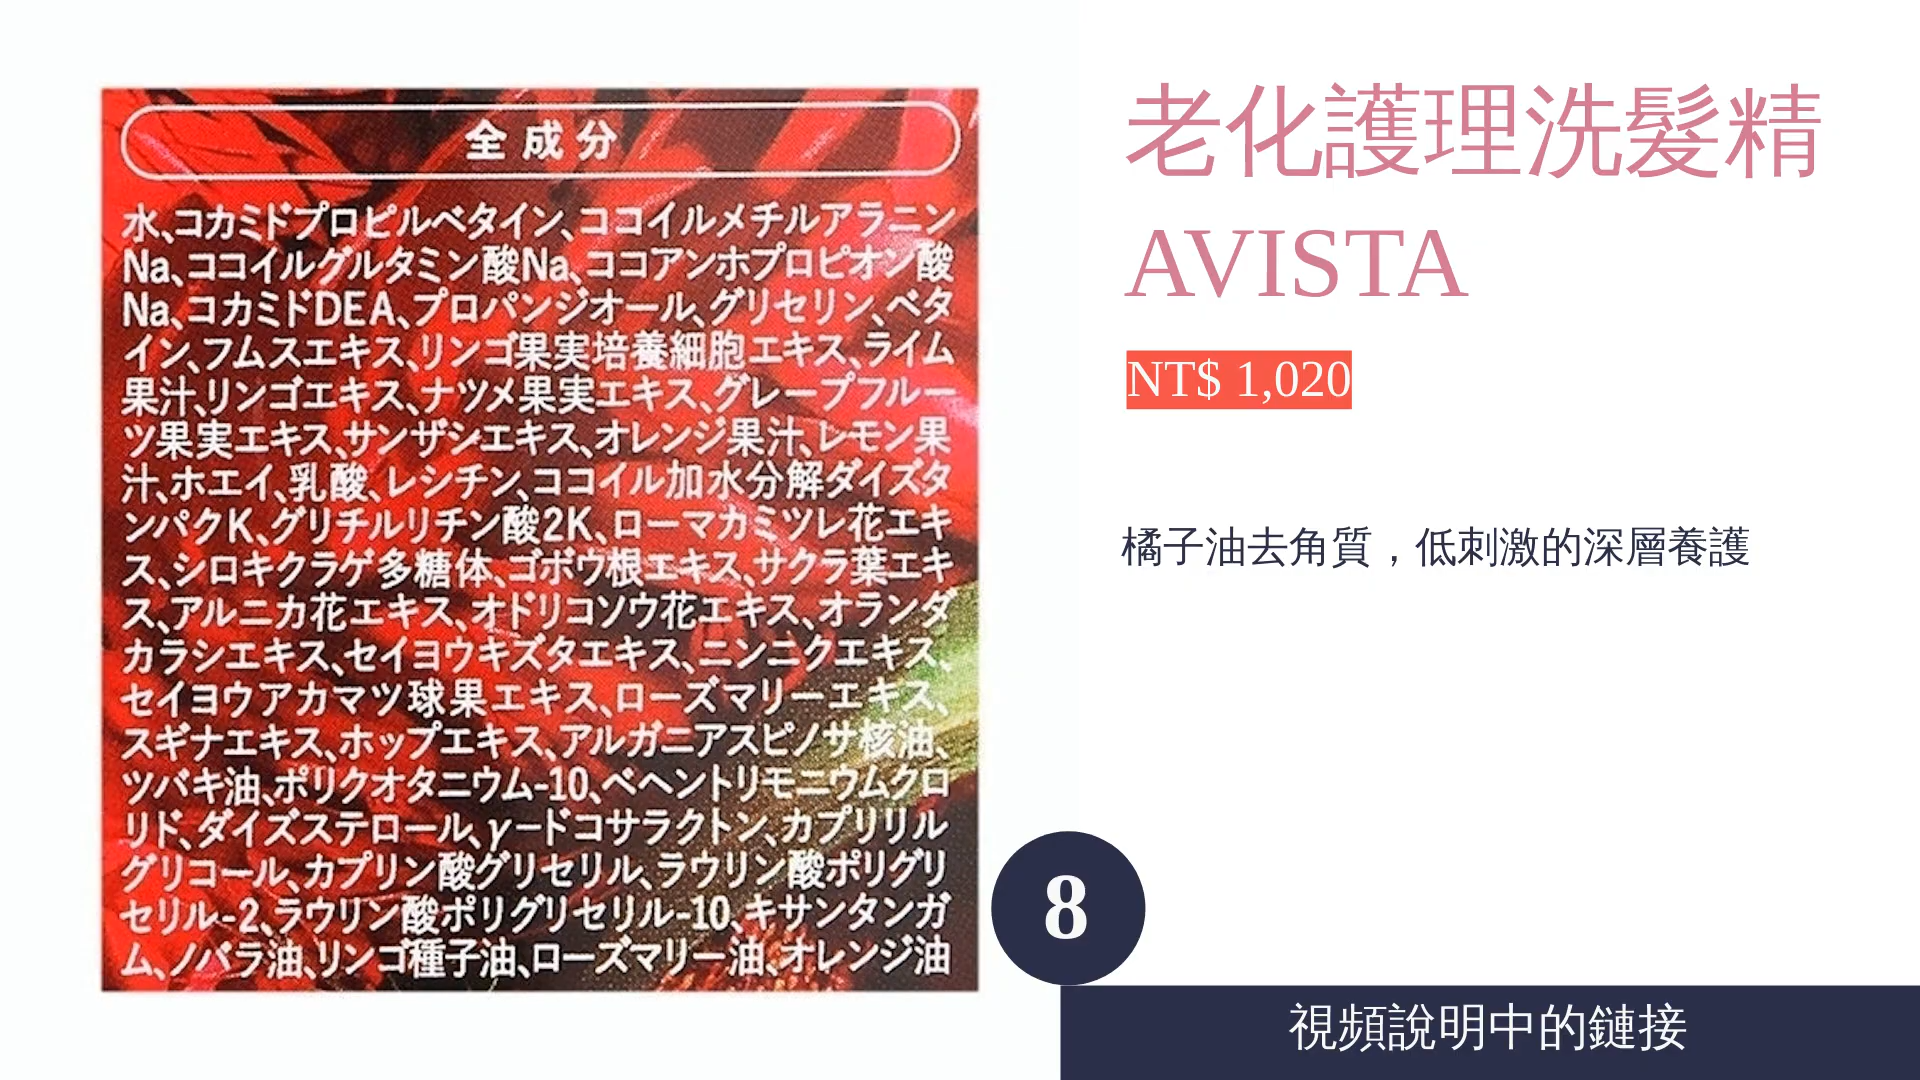 全成分
水、コカミドプロピルベタイン、ココイルメチルアラニン
Na、ココイルグルタミン酸Na、ココアンホプロピオン酸
Na、コカミドDEA、プロパンジオール、グリセリン、ベタ
イン、フムスエキス、リンゴ果実培養細胞エキス、ライム
果汁、リンゴエキス、ナツメ果実エキス、グレープフルー
ツ果実エキス、サンザシエキス、オレンジ果汁、レモン果
汁、ホエイ、乳酸、レシチン、ココイル加水分解ダイズタ
ンパクK、グリチルリチン酸2K、ローマカミツレ花エキ
ス、シロキクラゲ多糖体、ゴボウ根エキス、サクラ葉エキ
ス、アルニカ花エキス、オドリコソウ花エキス、オランダ
カラシエキス、セイヨウキズタエキス、ニンニクエキス、
セイヨウアカマツ球果エキス、ローズマリーエキス、
スギナエキス、ホップエキス、アルガニアスピノサ核油、
ツバキ油、ポリクオタニウム-10、ベヘントリモニウムクロ
リド、ダイズステロール、γ－ドコサラクトン、カプリリル
グリコール、カプリン酸グリセリル、ラウリン酸ポリグリ
セリル-2、ラウリン酸ポリグリセリル-10、キサンタンガ
ム、ノバラ油、リンゴ種子油、ローズマリー油、オレンジ油
老化護理洗髮精
AVISTA
NT$ 1,020
橘子油去角質，低刺激的深層養護
8
視頻說明中的鏈接